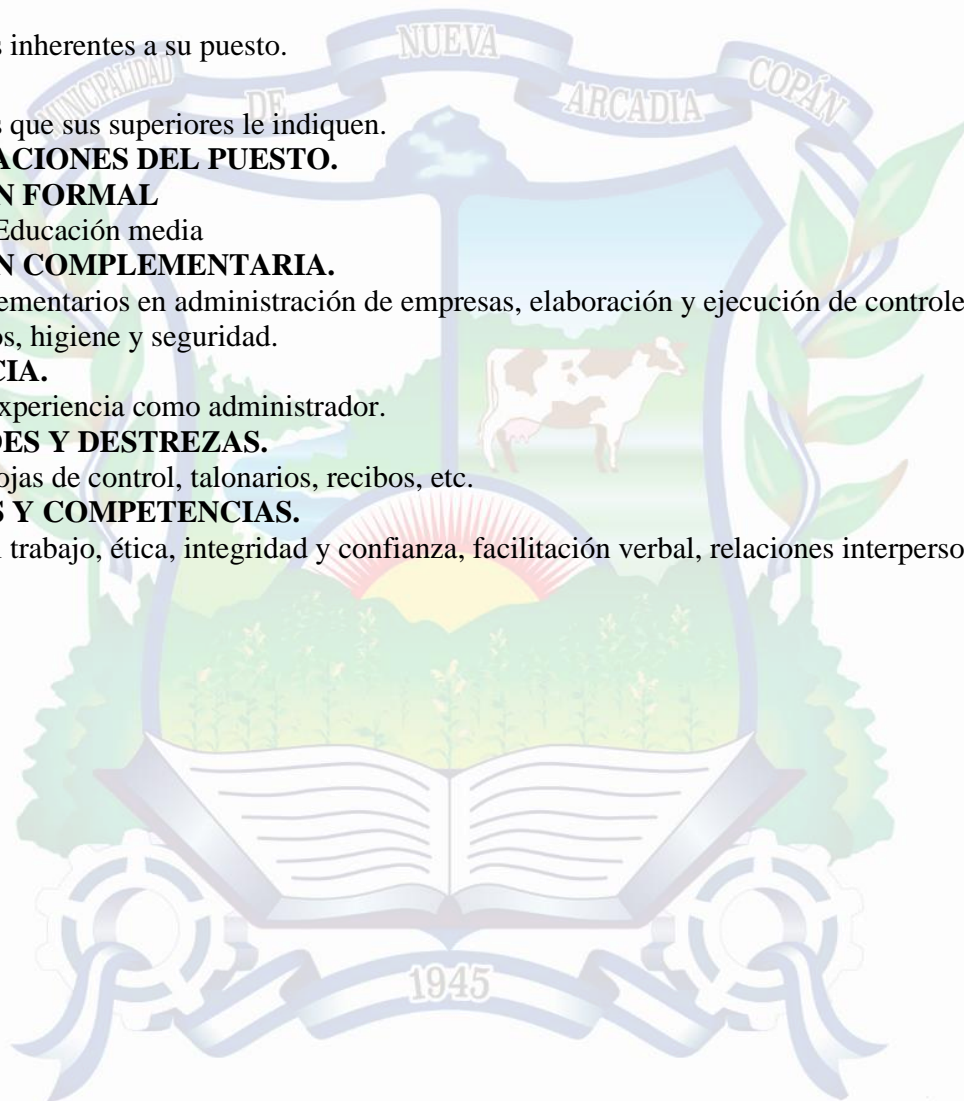 s inherentes a su puesto.
MUNICIPALIDAD DE NUEVA ARCADIA COPÁN
s que sus superiores le indiquen.
ACIONES DEL PUESTO.
N FORMAL
Educación media
N COMPLEMENTARIA.
ementarios en administración de empresas, elaboración y ejecución de controle
os, higiene y seguridad.
CIA.
xperiencia como administrador.
DES Y DESTREZAS.
ojas de control, talonarios, recibos, etc.
S Y COMPETENCIAS.
trabajo, ética, integridad y confianza, facilitación verbal, relaciones interperso
1945